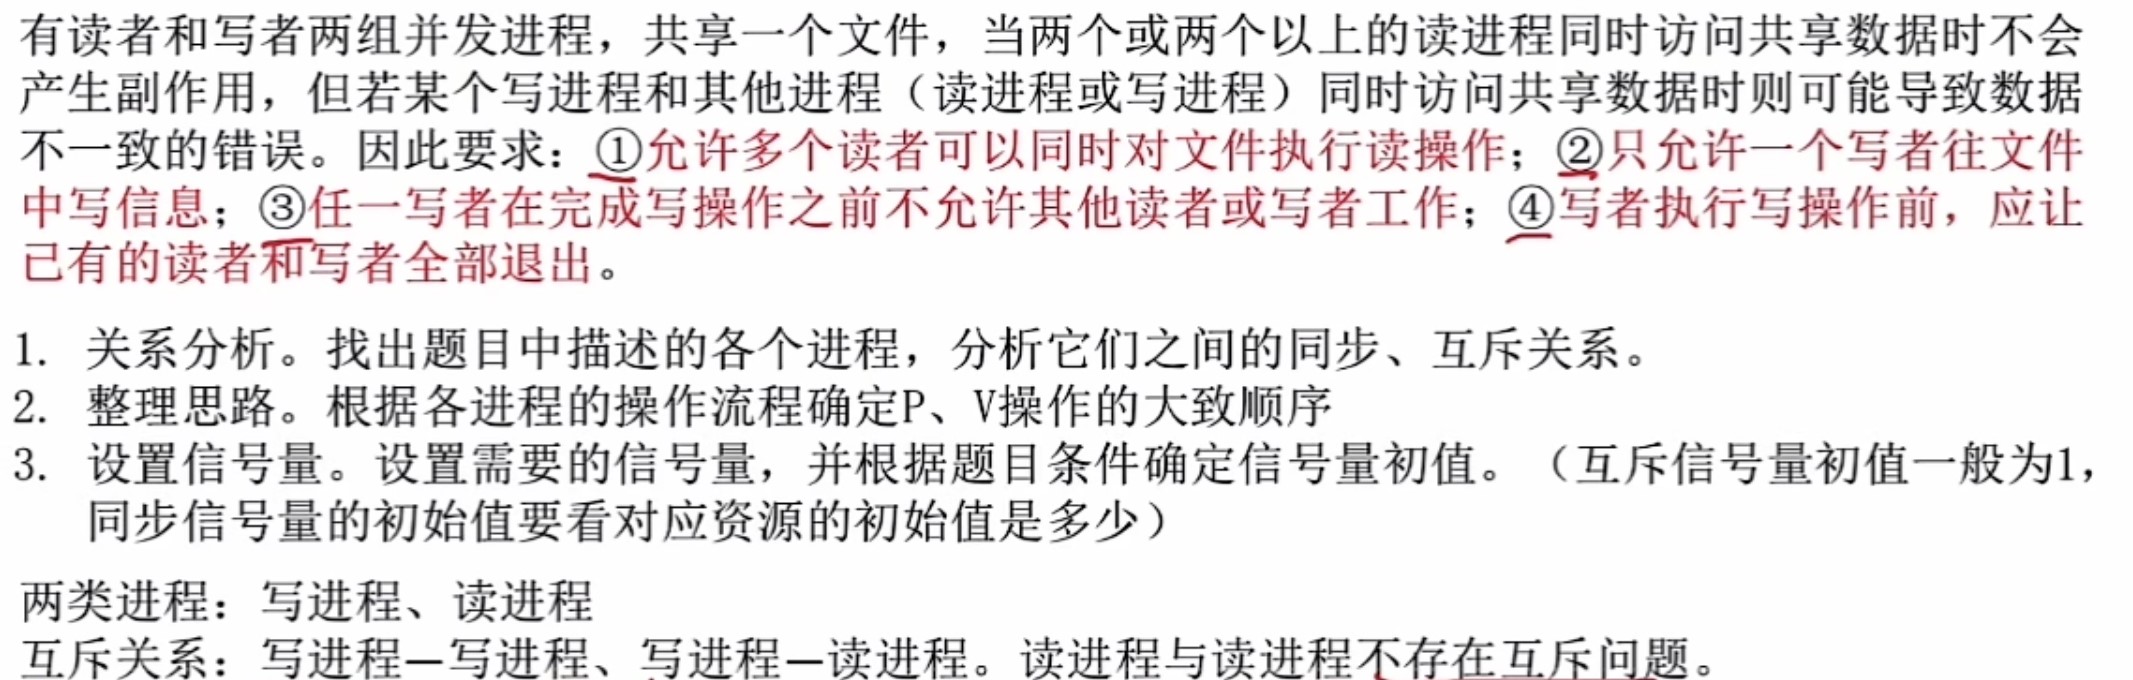 有读者和写者两组并发进程，共享一个文件，当两个或两个以上的读进程同时访问共享数据时不会
产生副作用，但若某个写进程和其他进程（读进程或写进程）同时访问共享数据时则可能导致数据
不一致的错误。因此要求：①允许多个读者可以同时对文件执行读操作；②只允许一个写者往文件
中写信息；③任一写者在完成写操作之前不允许其他读者或写者工作；④写者执行写操作前，应让
已有的读者和写者全部退出。
1. 关系分析。找出题目中描述的各个进程，分析它们之间的同步、互斥关系。
2. 整理思路。根据各进程的操作流程确定P、V操作的大致顺序
3. 设置信号量。设置需要的信号量，并根据题目条件确定信号量初值。（互斥信号量初值一般为1，
同步信号量的初始值要看对应资源的初始值是多少）
两类进程：写进程、读进程
互斥关系：写进程—写进程、写进程—读进程。读进程与读进程不存在互斥问题。